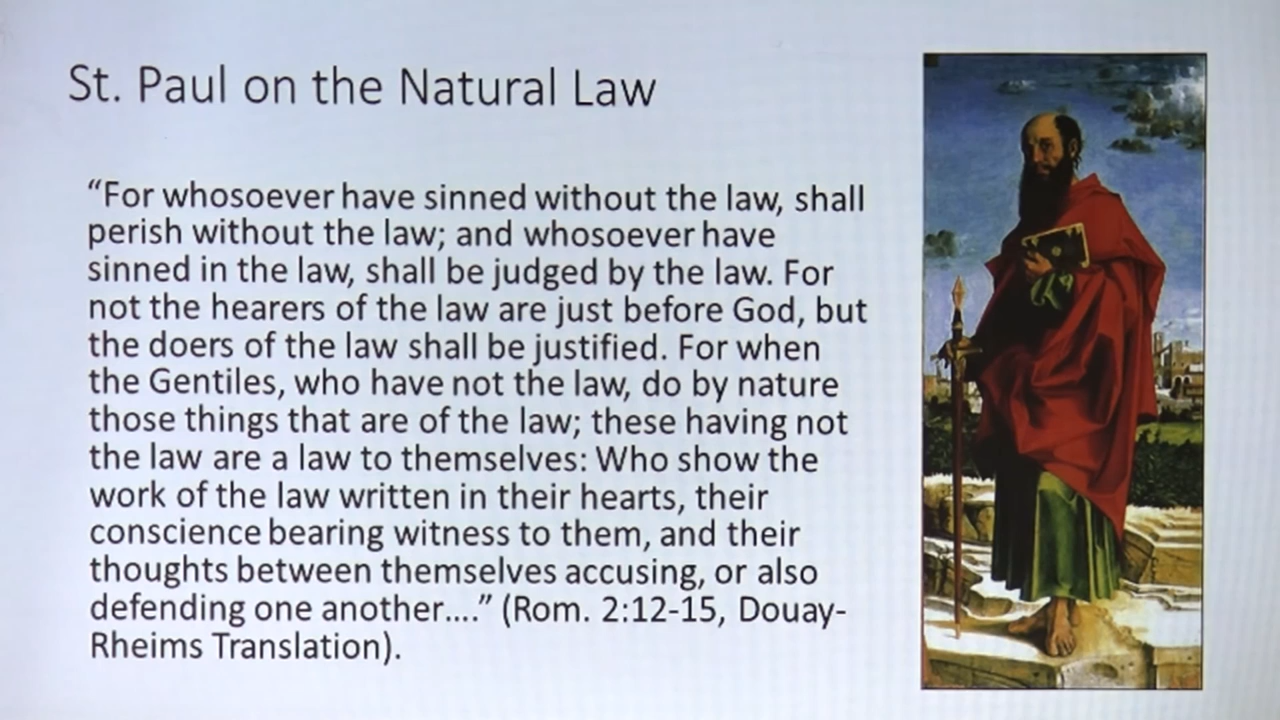 St. Paul on the Natural Law
“For whosoever have sinned without the law, shall
perish without the law; and whosoever have
sinned in the law, shall be judged by the law. For
not the hearers of the law are just before God, but
the doers of the law shall be justified. For when
the Gentiles, who have not the law, do by nature
those things that are of the law; these having not
the law are a law to themselves: Who show the
work of the law written in their hearts, their
conscience bearing witness to them, and their
thoughts between themselves accusing, or also
defending one another....” (Rom. 2:12-15, Douay-
Rheims Translation).